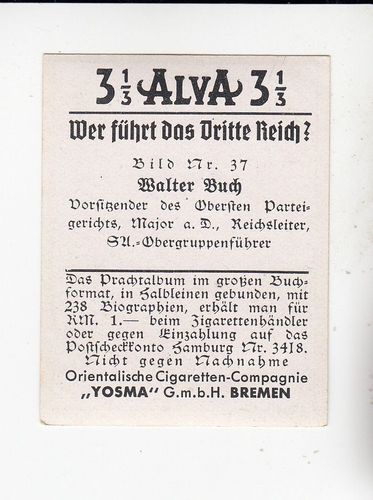 3 1/3 ALVA 3 1/3
Wer führt das Dritte Reich?
Bild Nr. 37
Walter Buch
Vorsitzender des Obersten Partei-
gerichts, Major a. D., Reichsleiter,
SA.-Obergruppenführer
Das Prachtalbum im großen Buch-
format, in Halbleinen gebunden, mit
238 Biographien, erhält man für
RM. 1.— beim Zigarettenhändler
oder gegen Einzahlung auf das
Postscheckkonto Hamburg Nr. 3418.
Nicht gegen Nachnahme
Orientalische Cigaretten-Compagnie
„YOSMA" G.m.b.H. BREMEN